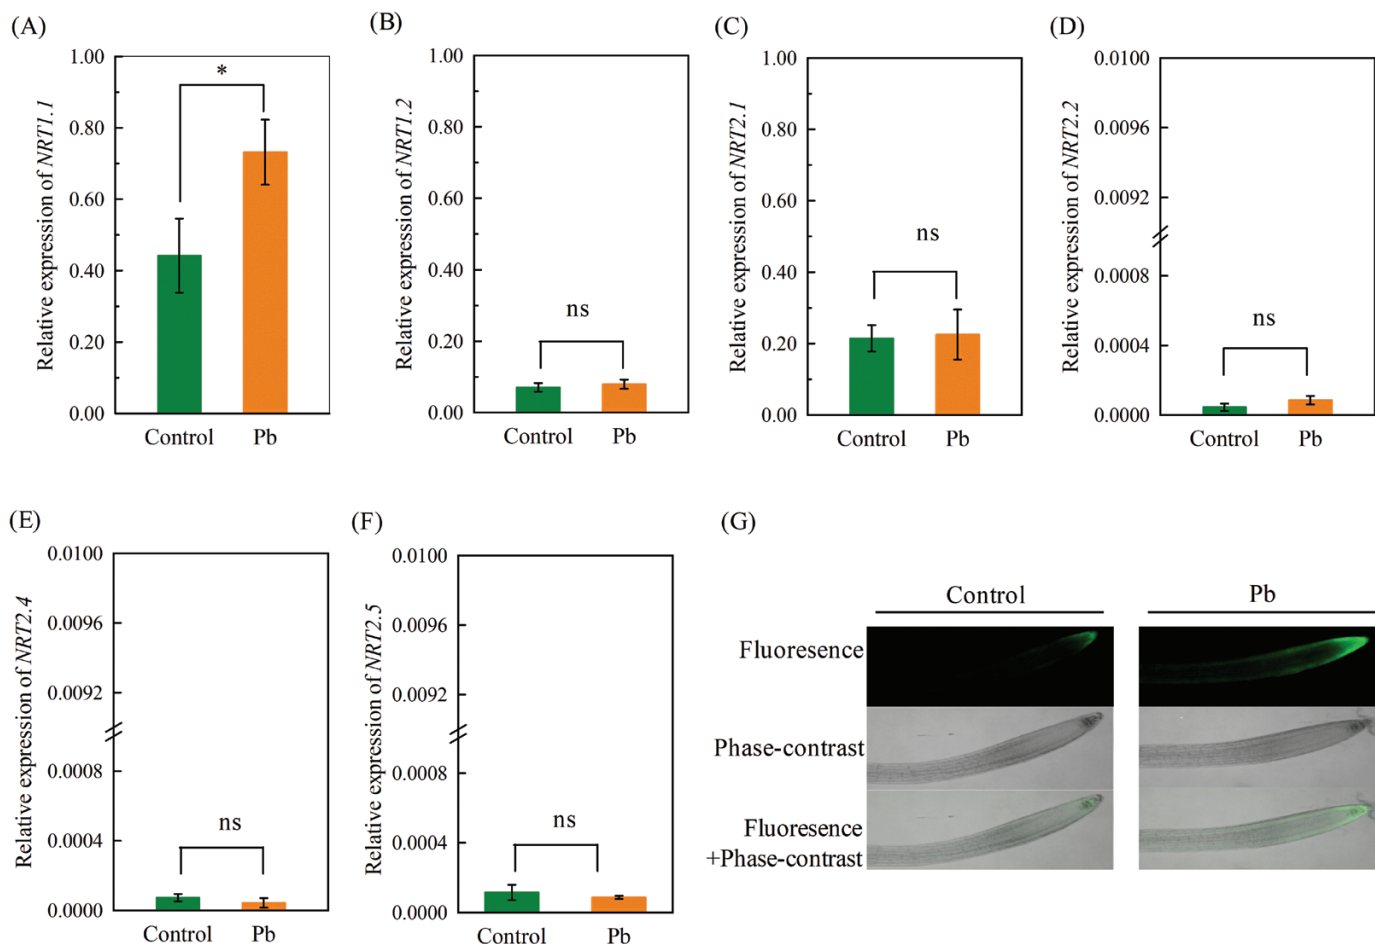 (A)
Relative expression of NRT1.1
1.00
0.80
0.60
0.40
0.20
0.00
*
Control Pb
(B)
Relative expression of NRT1.2
1.00
0.80
0.60
0.40
0.20
0.00
ns
Control Pb
(C)
Relative expression of NRT2.1
1.00
0.80
0.60
0.40
0.20
0.00
ns
Control Pb
(D)
Relative expression of NRT2.2
0.0100
0.0096
0.0092
0.0008
0.0004
0.0000
ns
Control Pb
(E)
Relative expression of NRT2.4
0.0100
0.0096
0.0092
0.0008
0.0004
0.0000
ns
Control Pb
(F)
Relative expression of NRT2.5
0.0100
0.0096
0.0092
0.0008
0.0004
0.0000
ns
Control Pb
(G)
Control Pb
Fluoresence
Phase-contrast
Fluoresence
+Phase-contrast